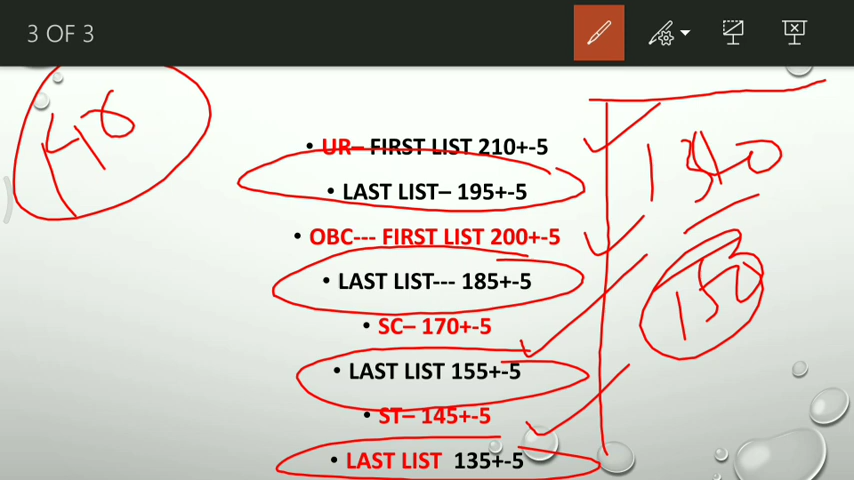 3 OF 3
• UR– FIRST LIST 210+-5
• LAST LIST– 195+-5
• OBC--- FIRST LIST 200+-5
• LAST LIST--- 185+-5
• SC– 170+-5
• LAST LIST 155+-5
• ST– 145+-5
• LAST LIST 135+-5
150